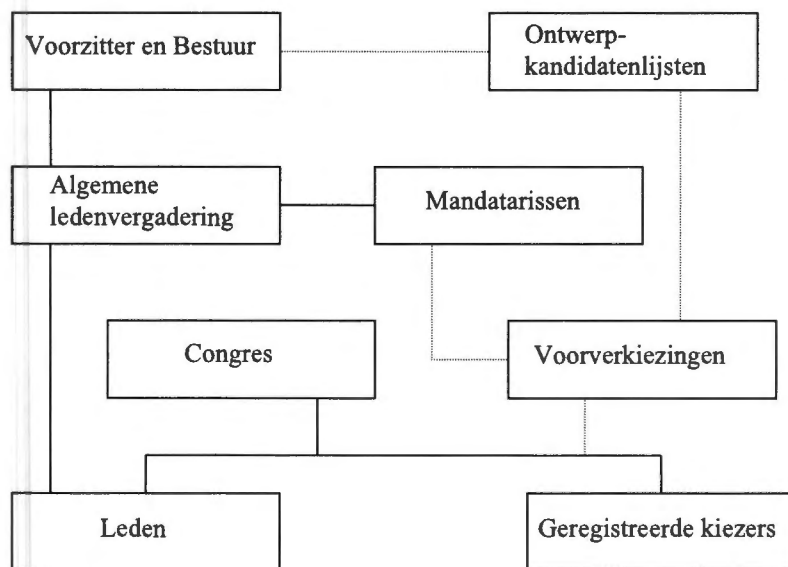 Voorzitter en Bestuur
Ontwerp-
kandidatenlijsten
Algemene
ledenvergadering
Mandatarissen
Congres
Voorverkiezingen
Leden
Geregistreerde kiezers